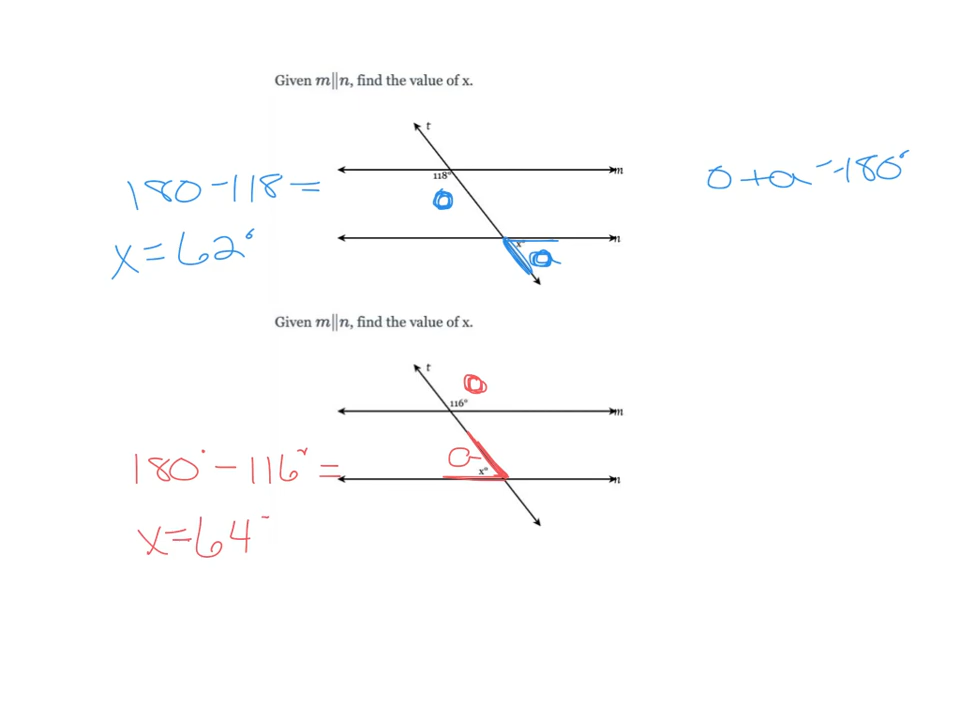 Given m||n, find the value of x.
t
118°
m
o
180-118=
o+a=180°
n
x°
a
x=62°
Given m||n, find the value of x.
t
o
116°
m
a
x°
n
180°-116°=
x=64°